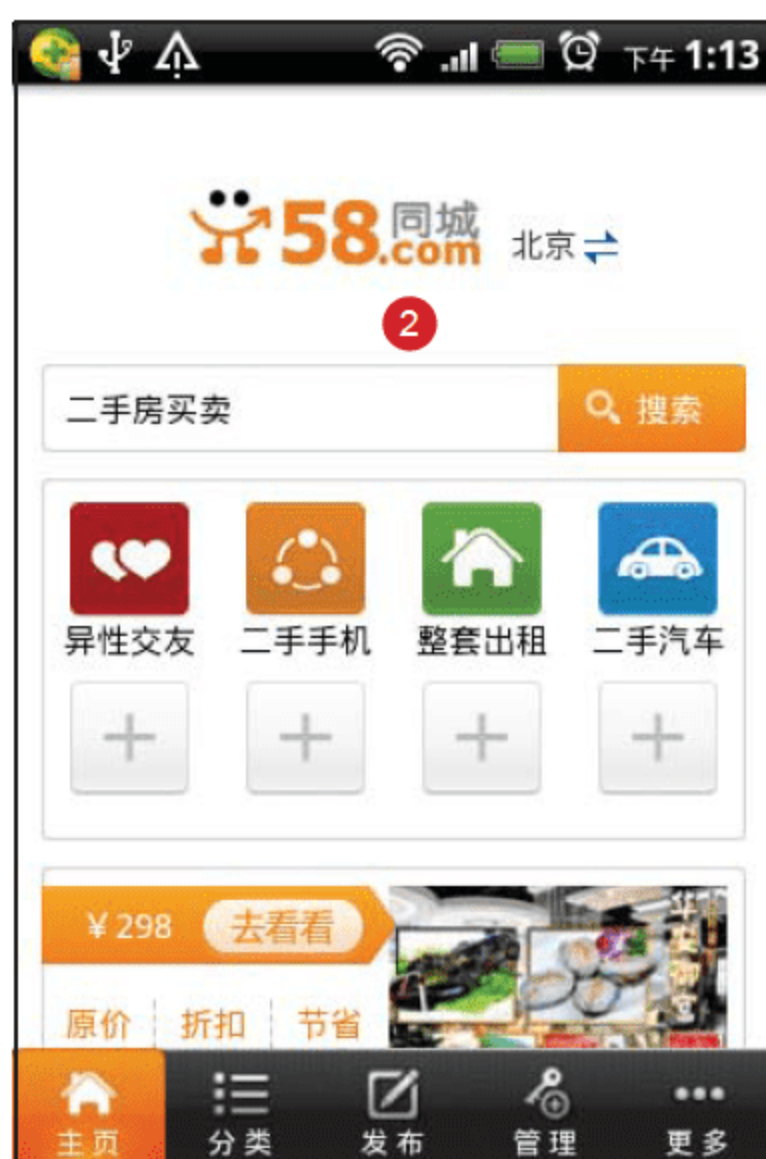 下午 1:13
58同城.com 北京
2
二手房买卖 搜索
异性交友 二手手机 整套出租 二手汽车
¥298 去看看
原价 折扣 节省
主页 分类 发布 管理 更多